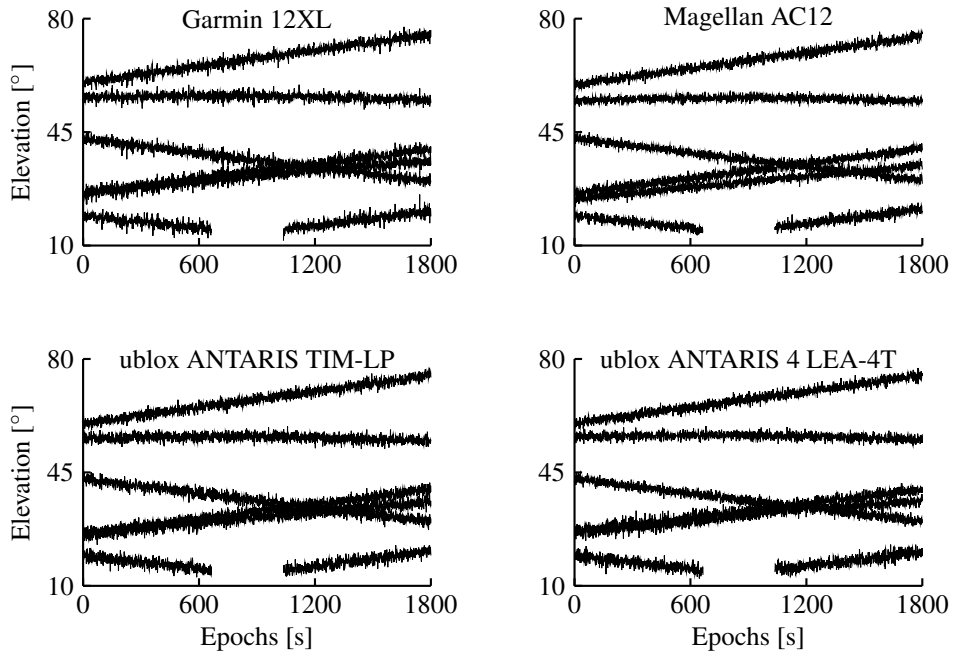 Garmin 12XL
80
45
10
Elevation [°]
0 600 1200 1800
Magellan AC12
80
45
10
0 600 1200 1800
ublox ANTARIS TIM-LP
80
45
10
Elevation [°]
0 600 1200 1800
Epochs [s]
ublox ANTARIS 4 LEA-4T
80
45
10
0 600 1200 1800
Epochs [s]